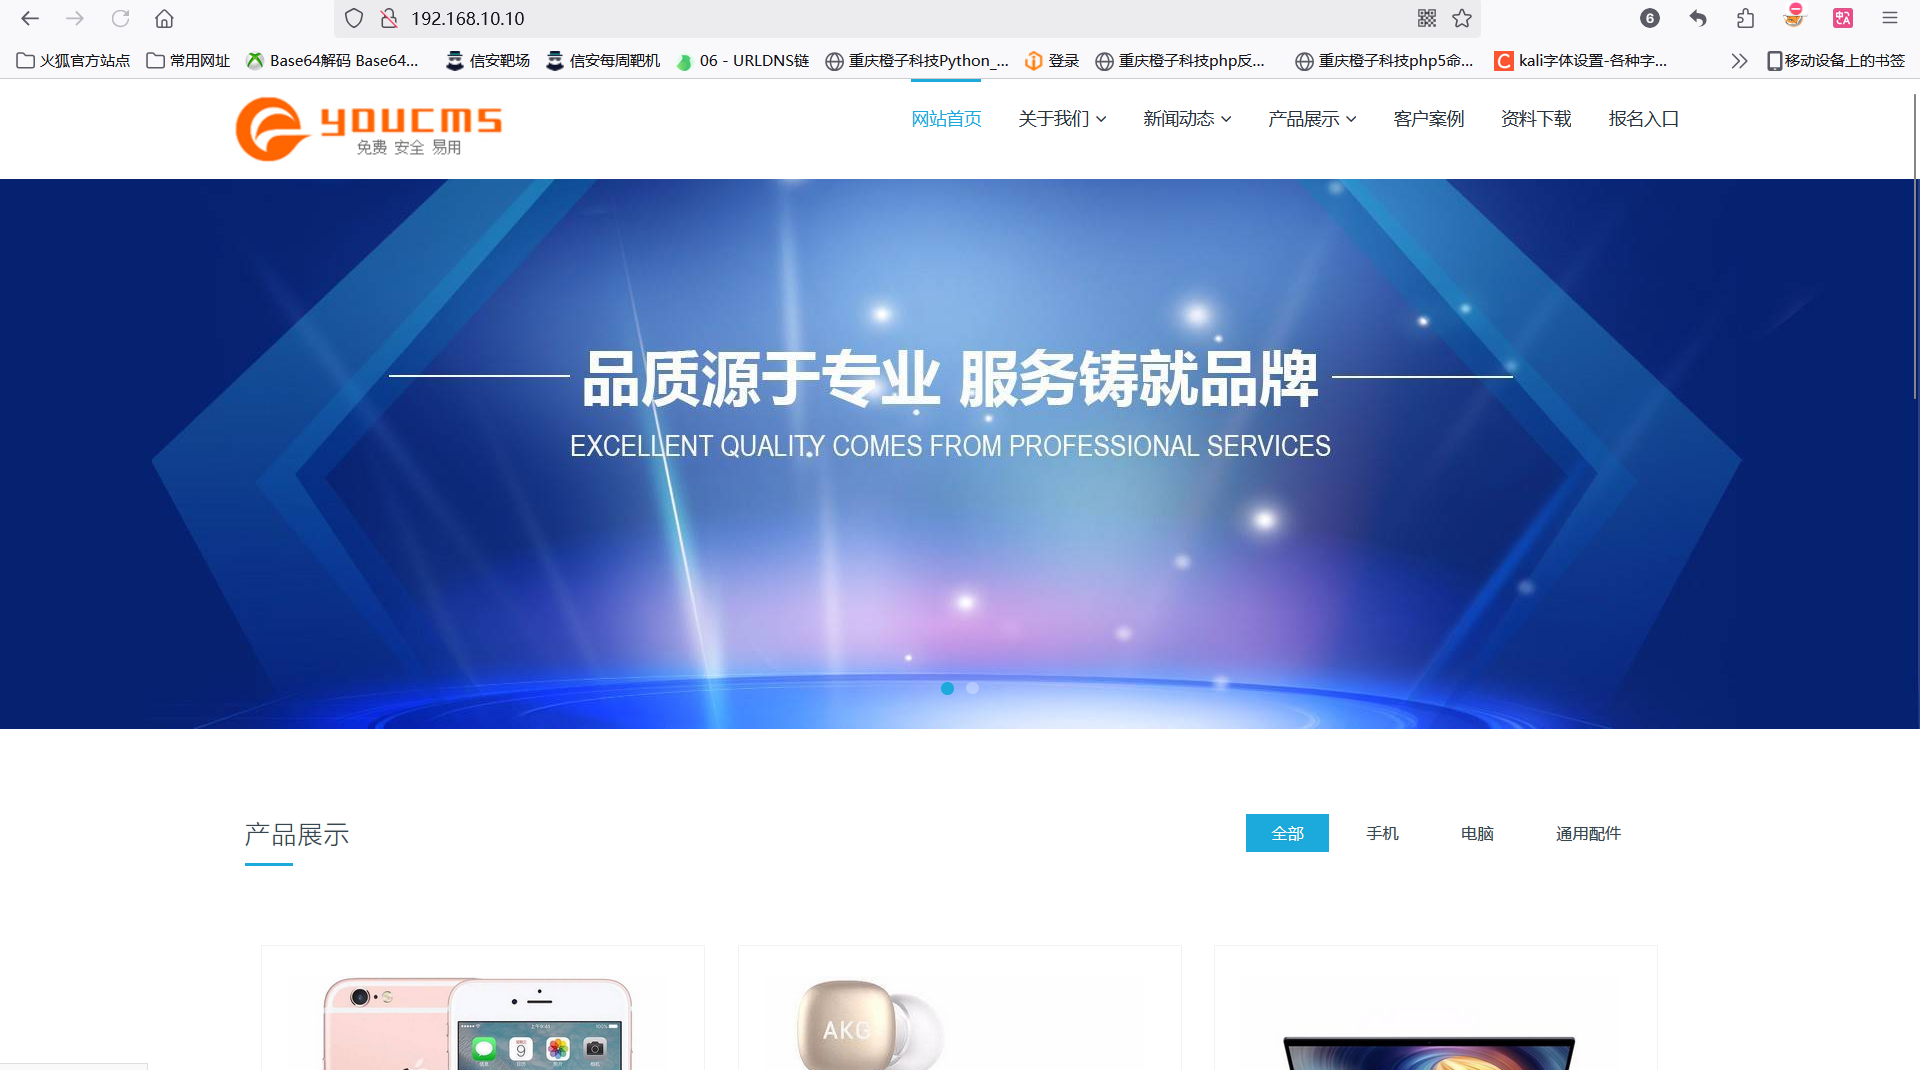 192.168.10.10
6
火狐官方站点 常用网址 Base64解码 Base64... 信安靶场 信安每周靶机 06 - URLDNS链 重庆橙子科技Python_... 登录 重庆橙子科技php反... 重庆橙子科技php5命... kali字体设置-各种字... 移动设备上的书签
youcms
免费 安全 易用
网站首页 关于我们 新闻动态 产品展示 客户案例 资料下载 报名入口
品质源于专业 服务铸就品牌
EXCELLENT QUALITY COMES FROM PROFESSIONAL SERVICES
产品展示
全部 手机 电脑 通用配件
AKG